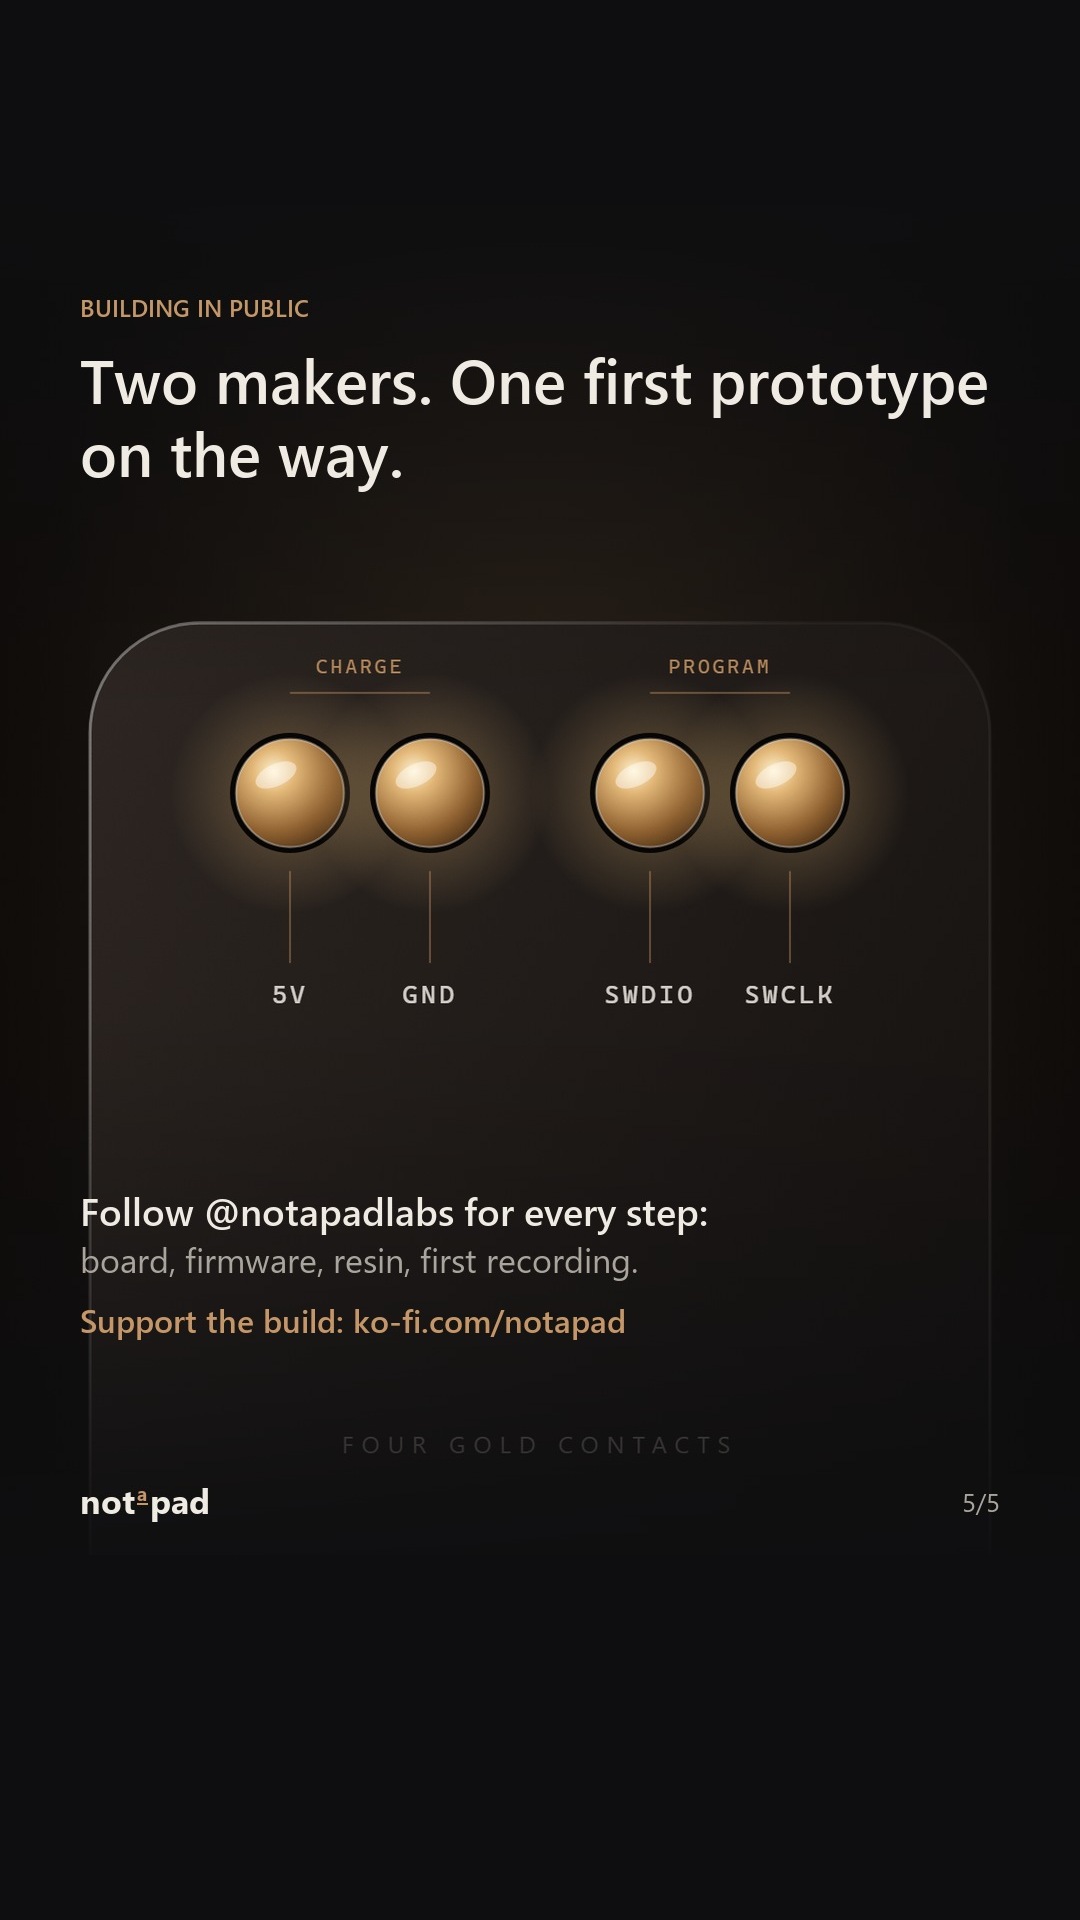 BUILDING IN PUBLIC
Two makers. One first prototype
on the way.
CHARGE PROGRAM
5V GND SWDIO SWCLK
Follow @notapadlabs for every step:
board, firmware, resin, first recording.
Support the build: ko-fi.com/notapad
FOUR GOLD CONTACTS
notªpad 5/5